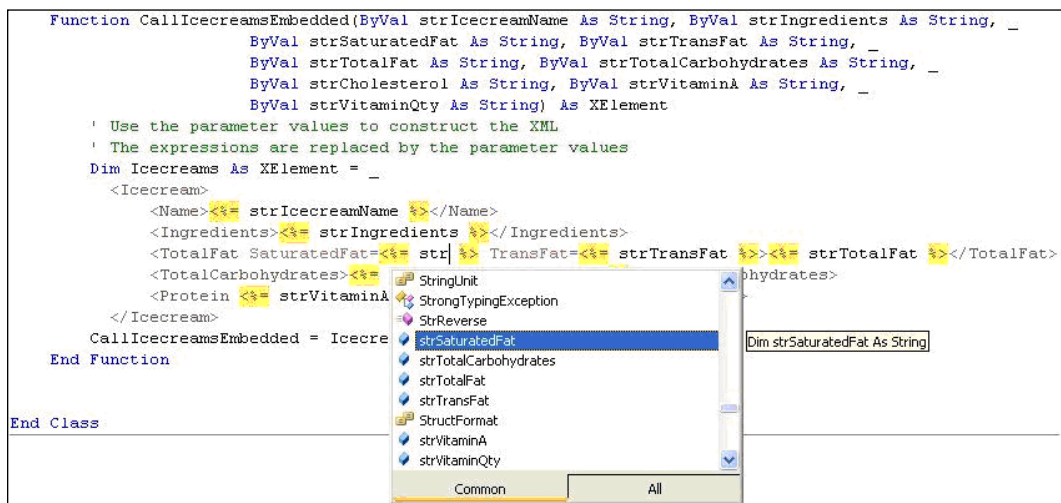 Function CallIcecreamsEmbedded(ByVal strIcecreamName As String, ByVal strIngredients As String, _
ByVal strSaturatedFat As String, ByVal strTransFat As String, _
ByVal strTotalFat As String, ByVal strTotalCarbohydrates As String, _
ByVal strCholesterol As String, ByVal strVitaminA As String, _
ByVal strVitaminQty As String) As XElement
' Use the parameter values to construct the XML
' The expressions are replaced by the parameter values
Dim Icecreams As XElement = _
<Icecream>
<Name><%= strIcecreamName %></Name>
<Ingredients><%= strIngredients %></Ingredients>
<TotalFat SaturatedFat=<%= str %> TransFat=<%= strTransFat %>><%= strTotalFat %></TotalFat>
<TotalCarbohydrates><%= ohydrates>
<Protein <%= strVitaminA >
</Icecream>
CallIcecreamsEmbedded = Icecre
End Function
End Class
StringUnit
StrongTypingException
StrReverse
strSaturatedFat
Dim strSaturatedFat As String
strTotalCarbohydrates
strTotalFat
strTransFat
StructFormat
strVitaminA
strVitaminQty
Common All